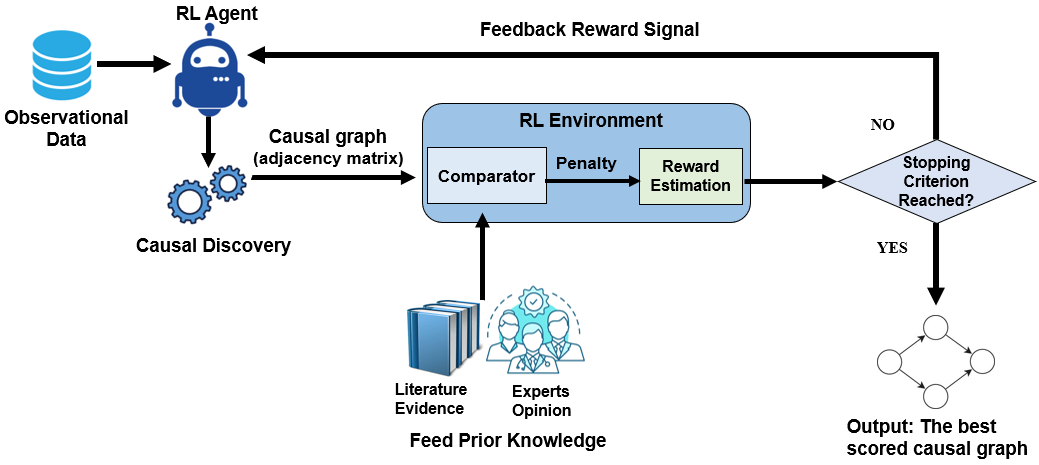 RL Agent
Feedback Reward Signal
Observational
Data
Causal graph
(adjacency matrix)
RL Environment
Comparator
Penalty
Reward
Estimation
NO
Stopping
Criterion
Reached?
Causal Discovery
YES
Literature
Evidence
Experts
Opinion
Feed Prior Knowledge
Output: The best
scored causal graph